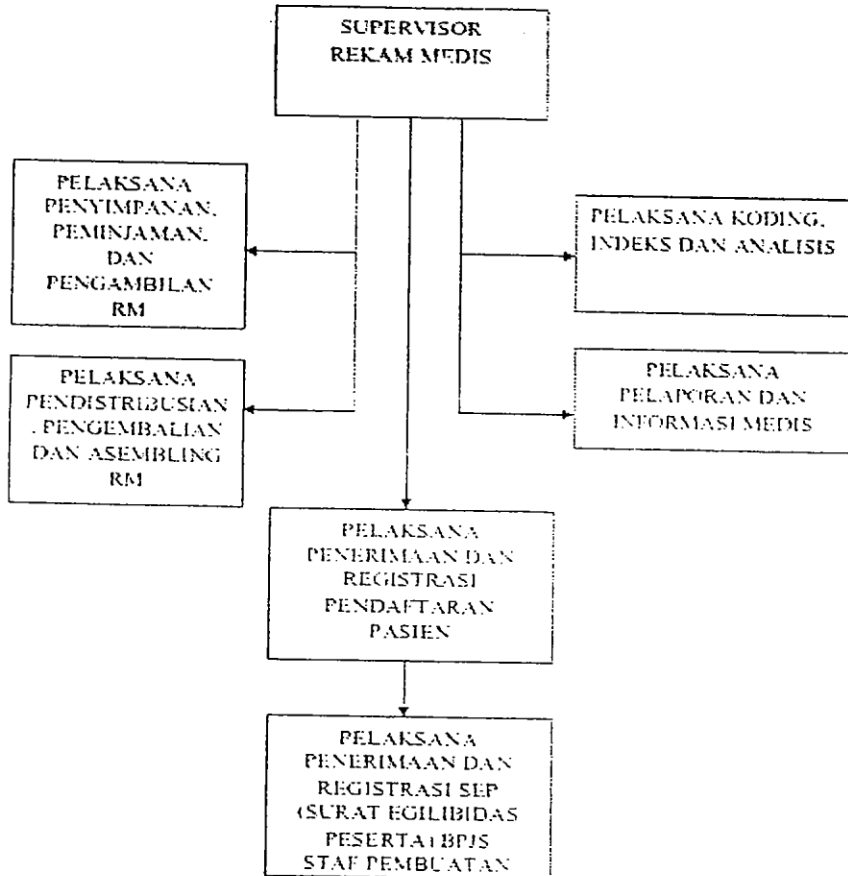 SUPERVISOR
REKAM MEDIS
PELAKSANA
PENYIMPANAN,
PEMINJAMAN,
DAN
PENGAMBILAN
RM
PELAKSANA KODING,
INDEKS DAN ANALISIS
PELAKSANA
PENDISTRIBUSIAN
, PENGEMBALIAN
DAN ASEMBLING
RM
PELAKSANA
PELAPORAN DAN
INFORMASI MEDIS
PELAKSANA
PENERIMAAN DAN
REGISTRASI
PENDAFTARAN
PASIEN
PELAKSANA
PENERIMAAN DAN
REGISTRASI SEP
(SURAT EGILIBIDAS
PESERTA) BPJS
STAF PEMBUATAN